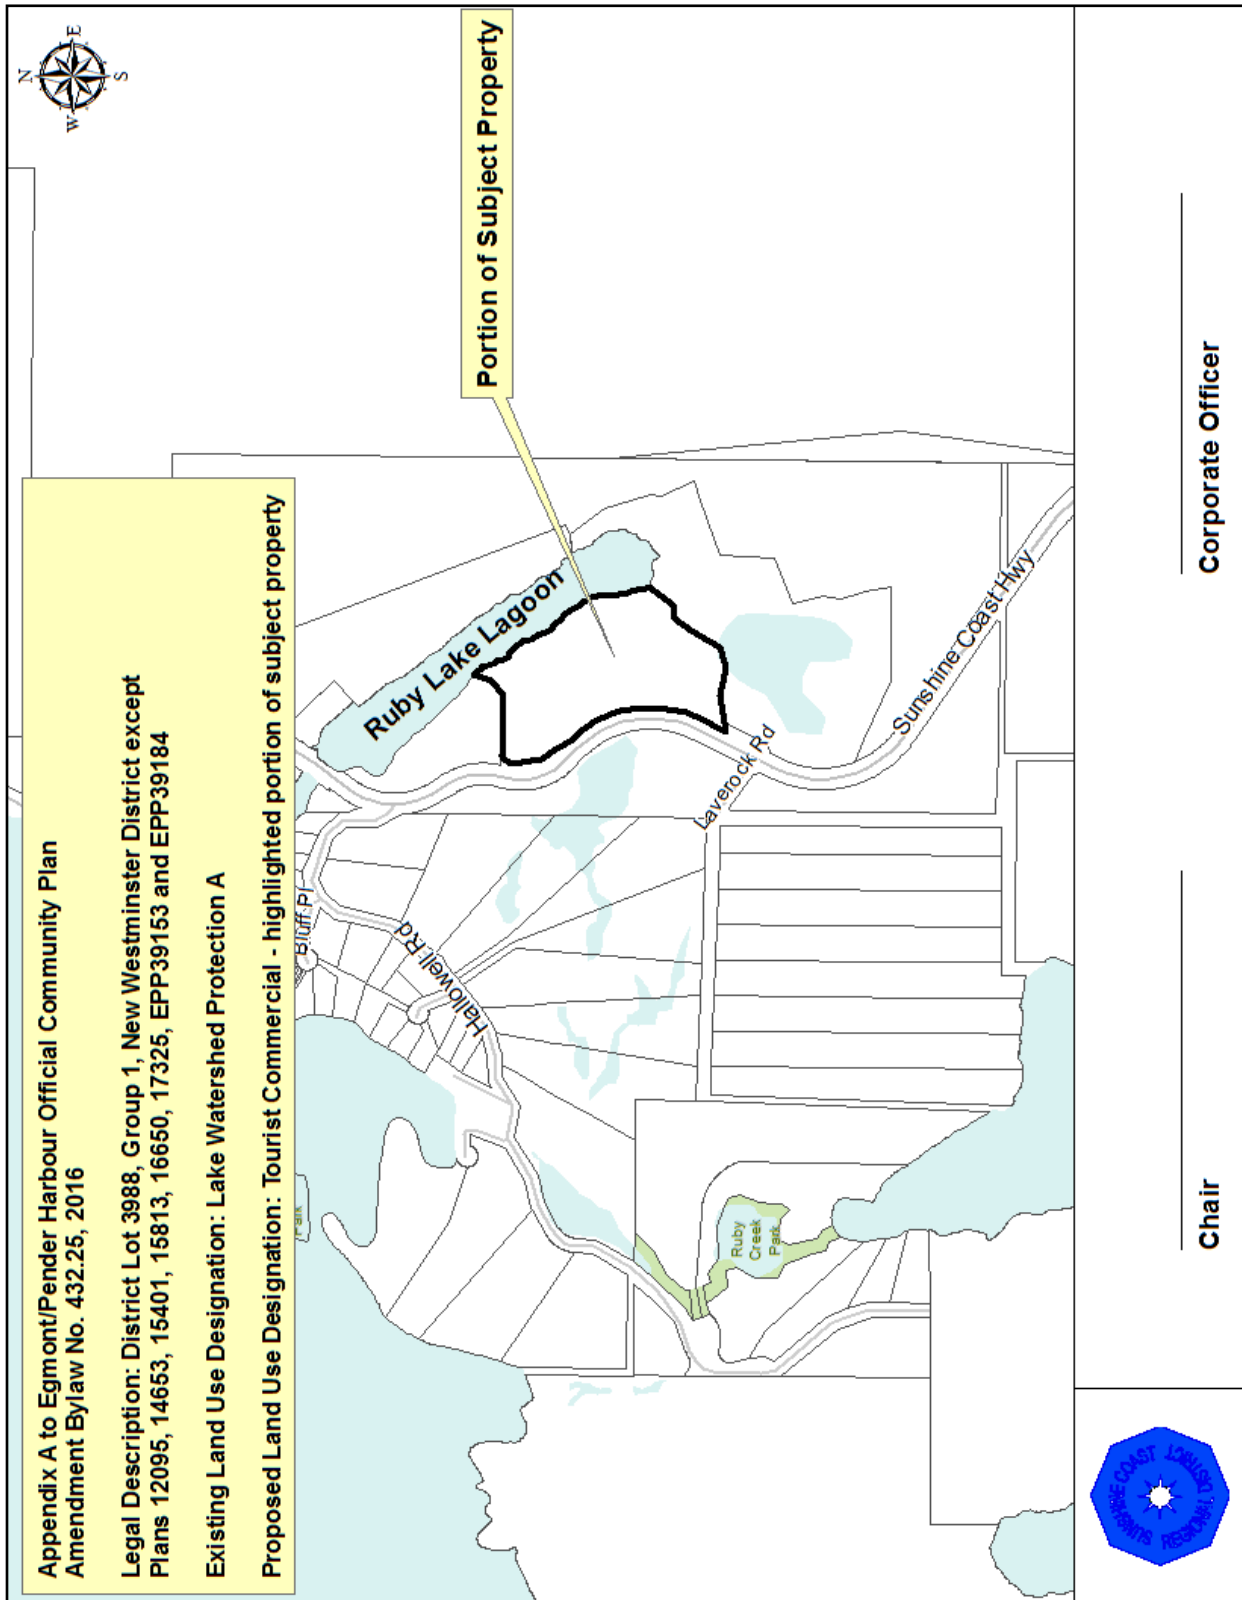 Appendix A to Egmont/Pender Harbour Official Community Plan
Amendment Bylaw No. 432.25, 2016
Legal Description: District Lot 3988, Group 1, New Westminster District except
Plans 12095, 14653, 15401, 15813, 16650, 17325, EPP39153 and EPP39184
Existing Land Use Designation: Lake Watershed Protection A
Proposed Land Use Designation: Tourist Commercial - highlighted portion of subject property
N
E
S
W
Portion of Subject Property
Ruby Lake Lagoon
Bluff Pl
Hallowell Rd
Park
Laverock Rd
Sunshine Coast Hwy
Ruby
Creek
Park
Chair
Corporate Officer
SUNSHINE COAST
REGIONAL DISTRICT